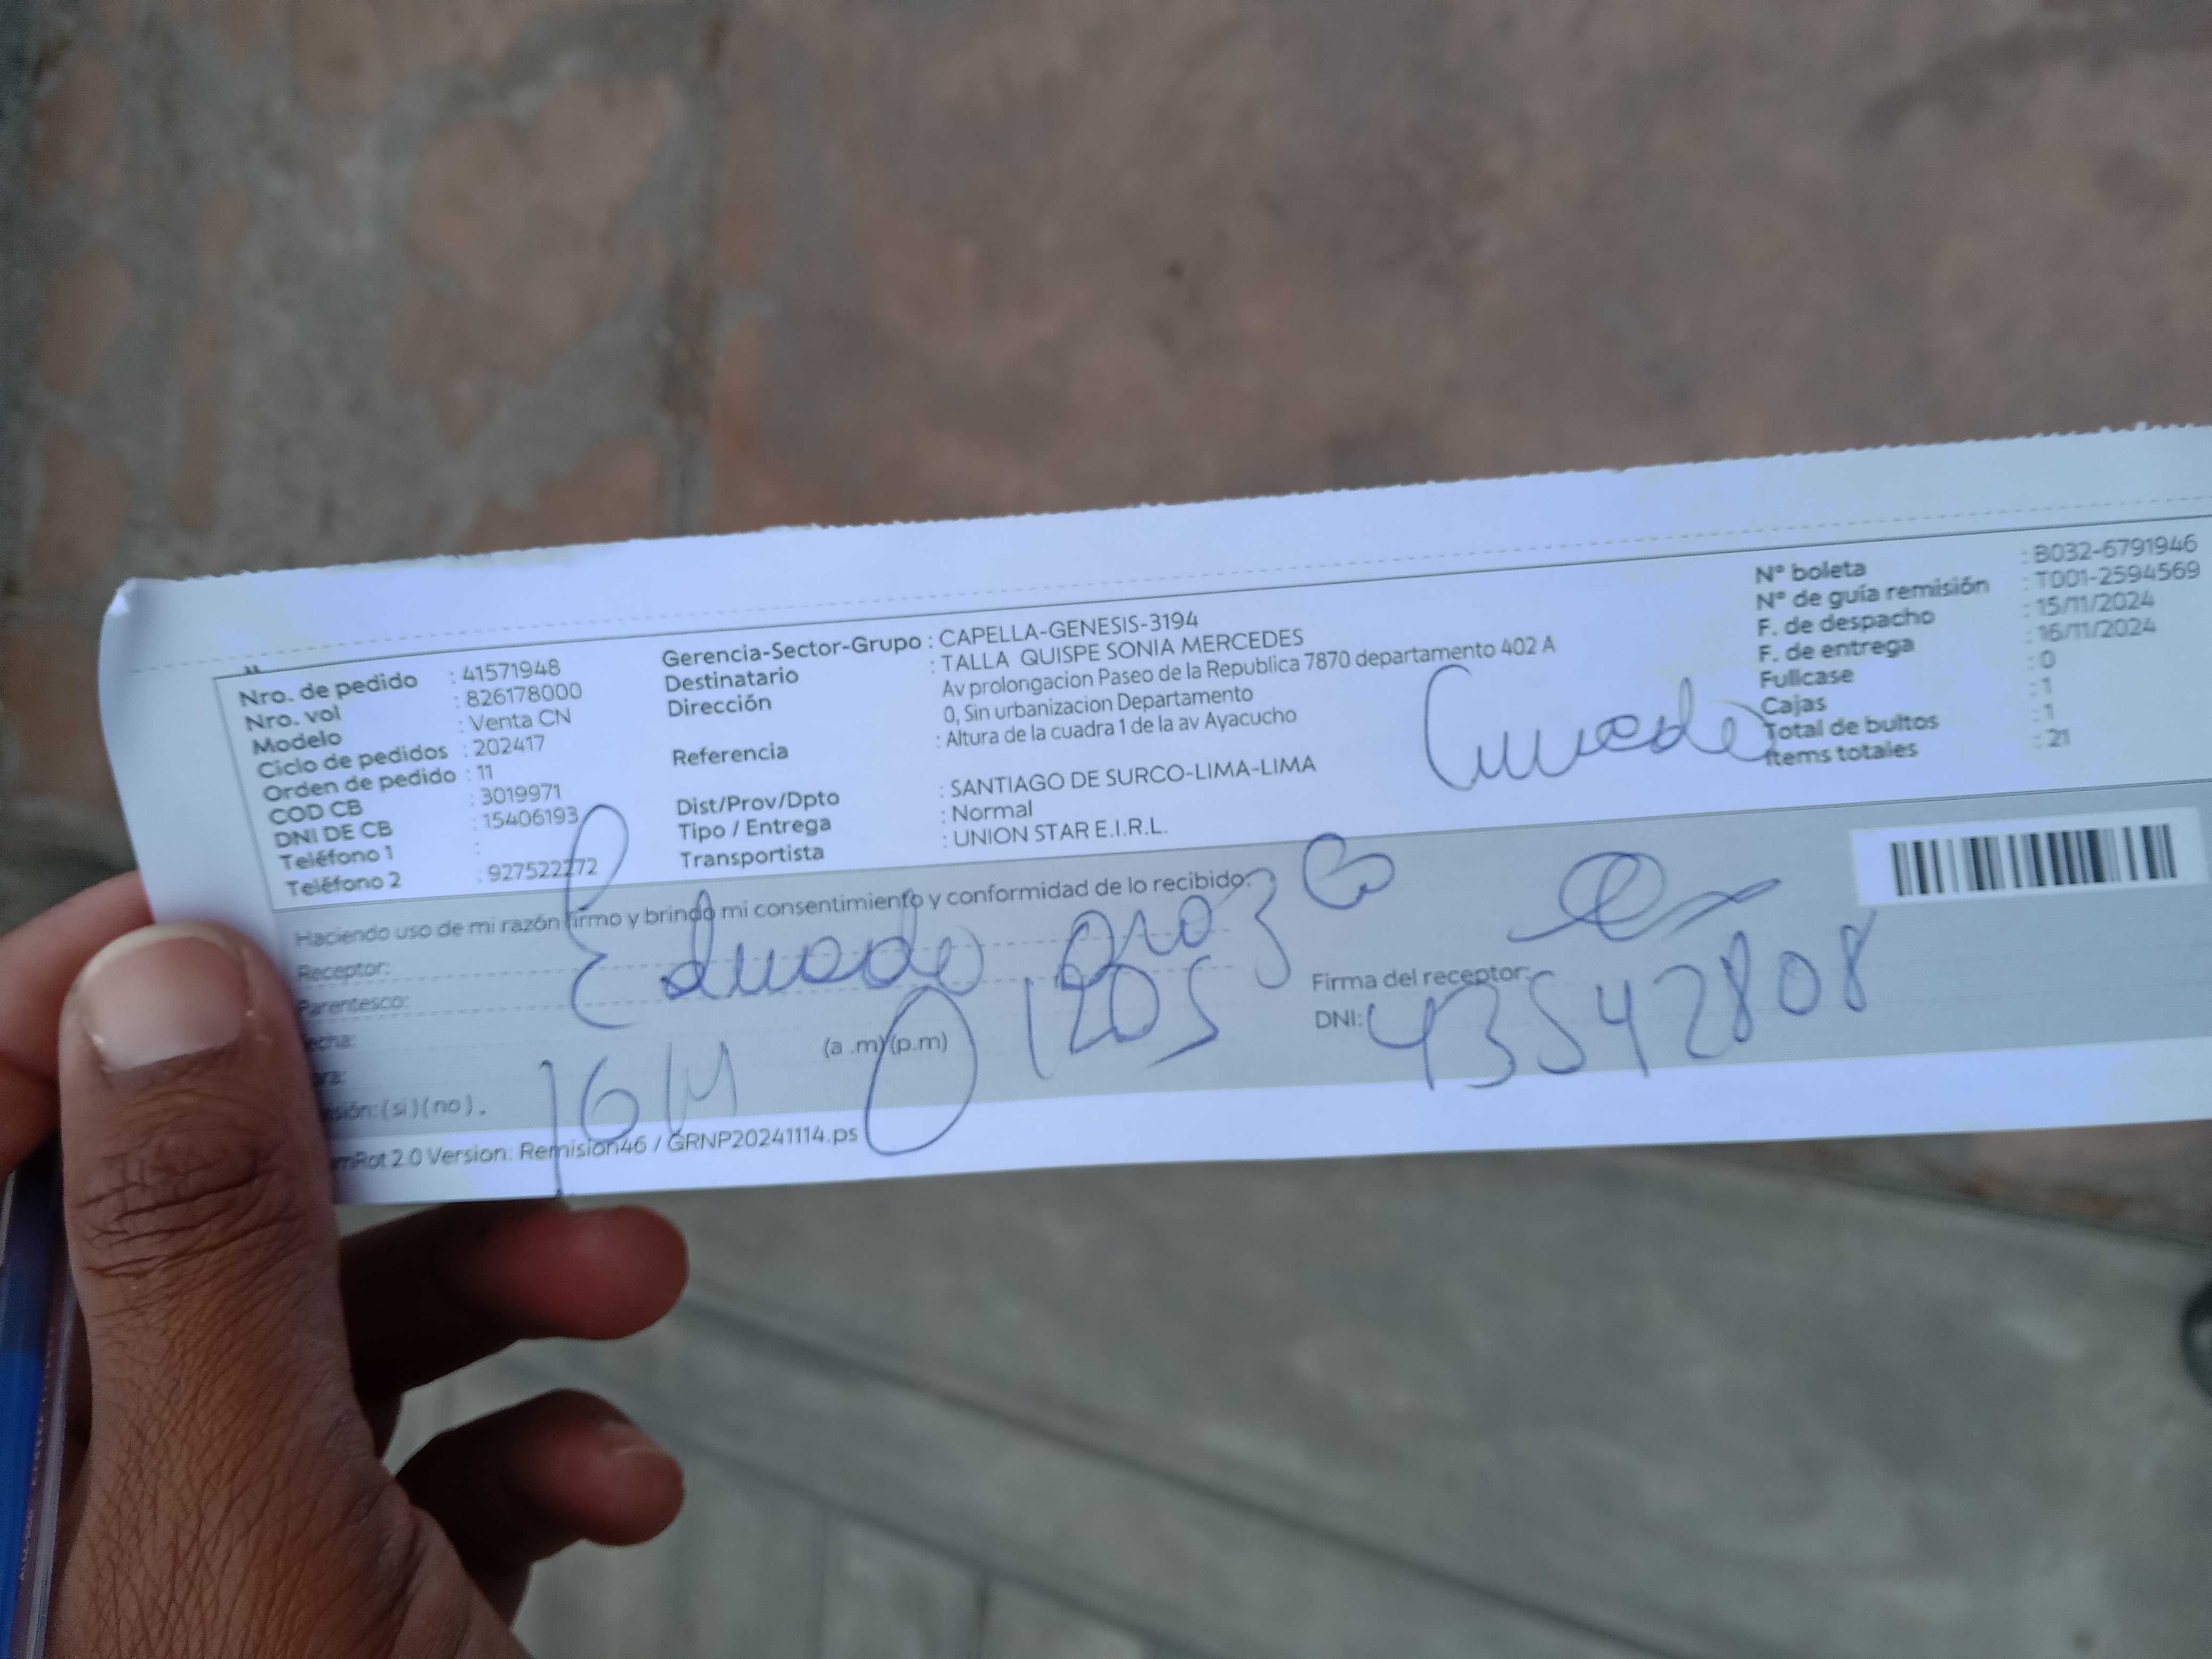 Nro. de pedido : 41571948
Nro. vol : 826178000
Modelo : Venta CN
Ciclo de pedidos : 202417
Orden de pedido : 11
COD CB : 3019971
DNI DE CB : 15406193
Teléfono 1 :
Teléfono 2 : 927522272
Gerencia-Sector-Grupo : CAPELLA-GENESIS-3194
Destinatario : TALLA QUISPE SONIA MERCEDES
Dirección Av prolongacion Paseo de la Republica 7870 departamento 402 A
0, Sin urbanizacion Departamento
Referencia : Altura de la cuadra 1 de la av Ayacucho
Dist/Prov/Dpto : SANTIAGO DE SURCO-LIMA-LIMA
Tipo / Entrega : Normal
Transportista : UNION STAR E.I.R.L.
Nº boleta : B032-6791946
Nº de guía remisión : T001-2594569
F. de despacho : 15/11/2024
F. de entrega : 16/11/2024
Fullcase : 0
Cajas : 1
Total de bultos : 1
Ítems totales : 21
Haciendo uso de mi razón firmo y brindo mi consentimiento y conformidad de lo recibido:
Receptor: Eduardo
Parentesco:
(a .m) (p.m) 1205
(si) (no) .
Firma del receptor:
DNI: 43542808
2.0 Version: Remision46 / GRNP20241114.ps